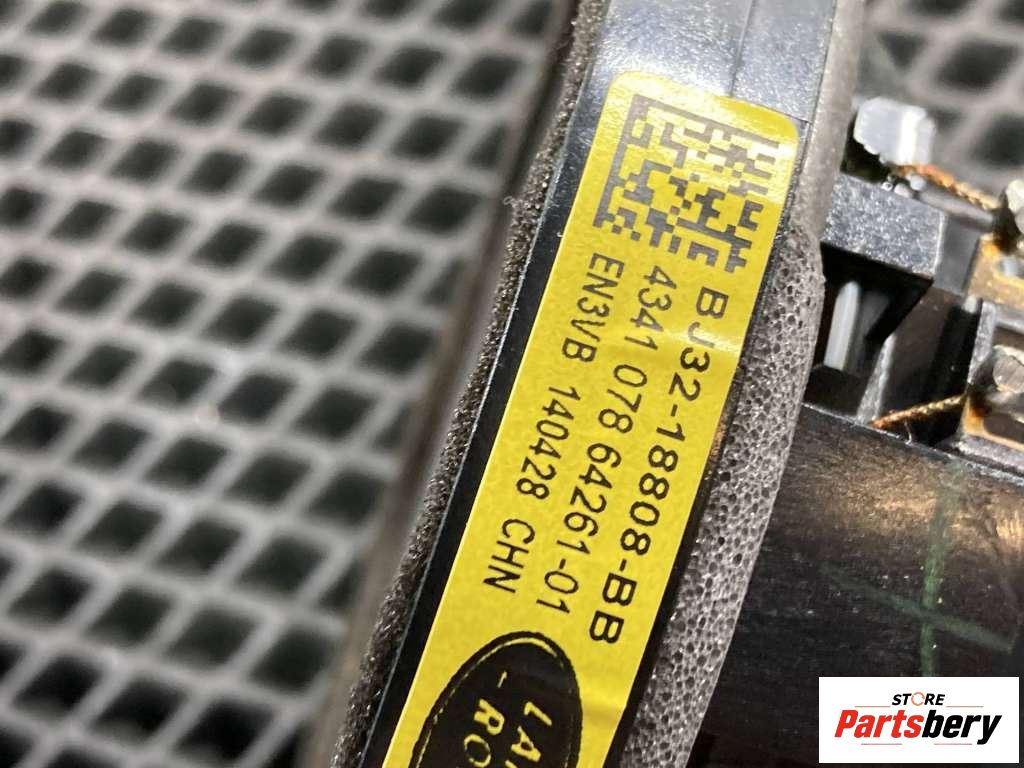 BJ32-18808-BB
4341 078 64261-01
EN3VB 140428 CHN
STORE
Partsbery